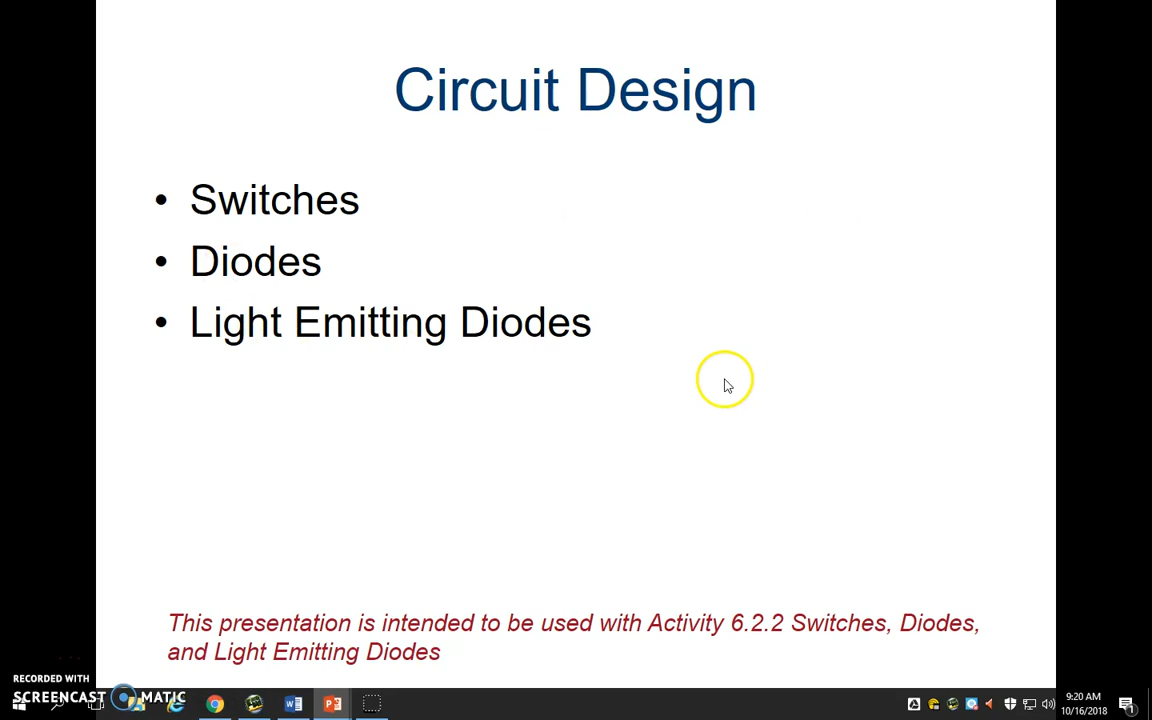 Circuit Design
• Switches
• Diodes
• Light Emitting Diodes
This presentation is intended to be used with Activity 6.2.2 Switches, Diodes,
and Light Emitting Diodes
RECORDED WITH
SCREENCAST MATIC
9:20 AM
10/16/2018
1